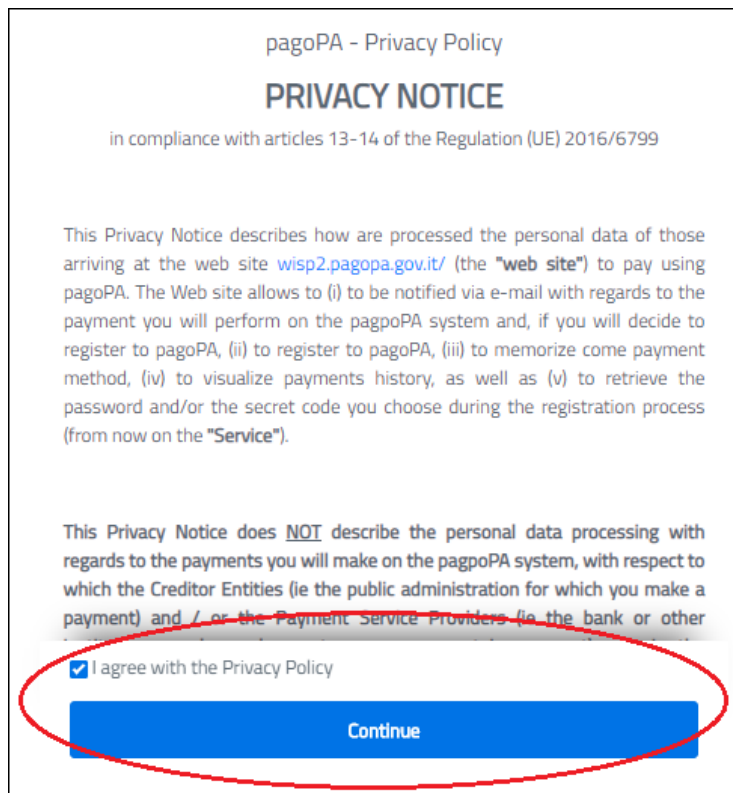 pagoPA - Privacy Policy
PRIVACY NOTICE
in compliance with articles 13-14 of the Regulation (UE) 2016/6799
This Privacy Notice describes how are processed the personal data of those
arriving at the web site wisp2.pagopa.gov.it/ (the "web site") to pay using
pagoPA. The Web site allows to (i) to be notified via e-mail with regards to the
payment you will perform on the pagpoPA system and, if you will decide to
register to pagoPA, (ii) to register to pagoPA, (iii) to memorize come payment
method, (iv) to visualize payments history, as well as (v) to retrieve the
password and/or the secret code you choose during the registration process
(from now on the "Service").
This Privacy Notice does NOT describe the personal data processing with
regards to the payments you will make on the pagpoPA system, with respect to
which the Creditor Entities (ie the public administration for which you make a
payment) and / or the Payment Service Providers (ie the bank or other
I agree with the Privacy Policy
Continue